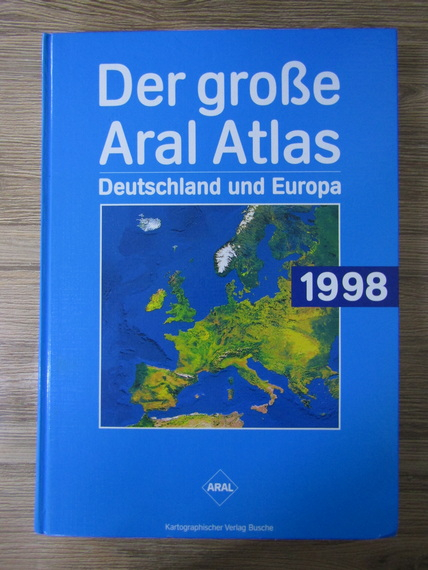 Der große
Aral Atlas
Deutschland und Europa
1998
ARAL
Kartographischer Verlag Busche